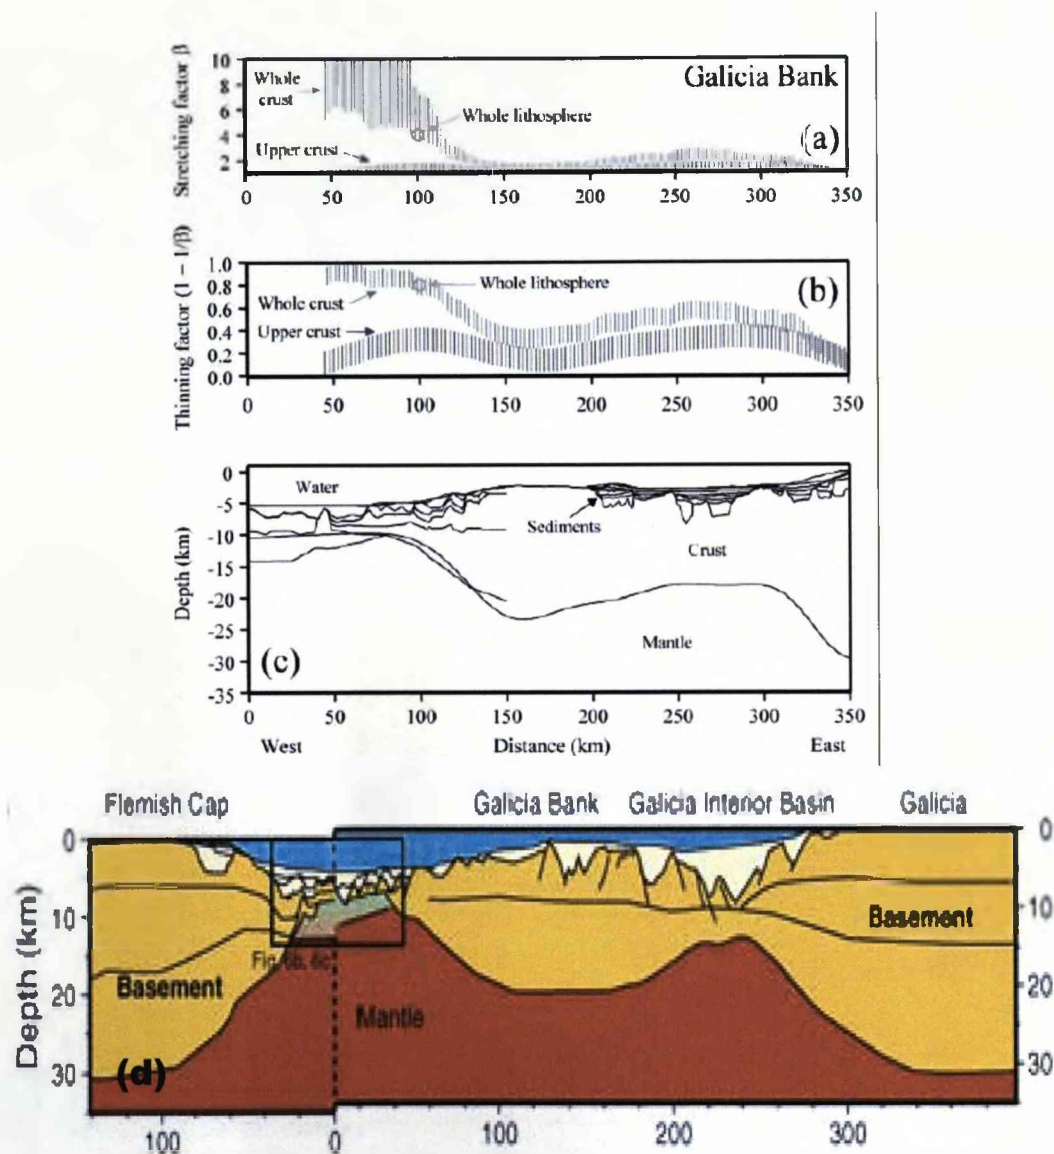 Galicia Bank
(a)
Stretching factor β
10
8
6
4
2
Whole
crust
Whole lithosphere
Upper crust
0 50 100 150 200 250 300 350
(b)
Thinning factor (1 – 1/β)
1.0
0.8
0.6
0.4
0.2
0.0
Whole lithosphere
Whole crust
Upper crust
0 50 100 150 200 250 300 350
Depth (km)
0
-5
-10
-15
-20
-25
-30
-35
Water
Sediments
Crust
Mantle
(c)
0 50 100 150 200 250 300 350
West Distance (km) East
Flemish Cap Galicia Bank Galicia Interior Basin Galicia
Depth (km)
0 0
10 10
20 20
30 30
Basement
Fig. 6b, 6c
Mantle
Basement
(d)
100 0 100 200 300